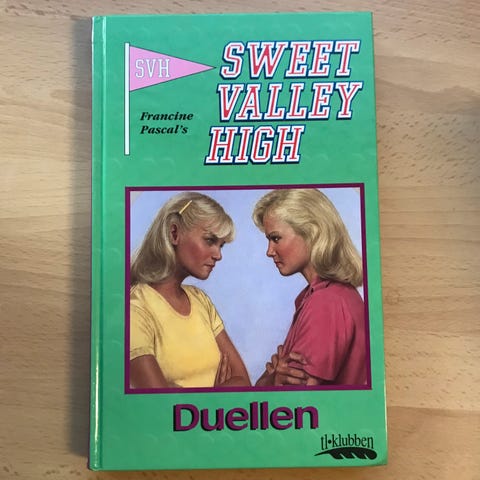 SVH
SWEET
VALLEY
HIGH
Francine
Pascal's
Duellen
tl•klubben